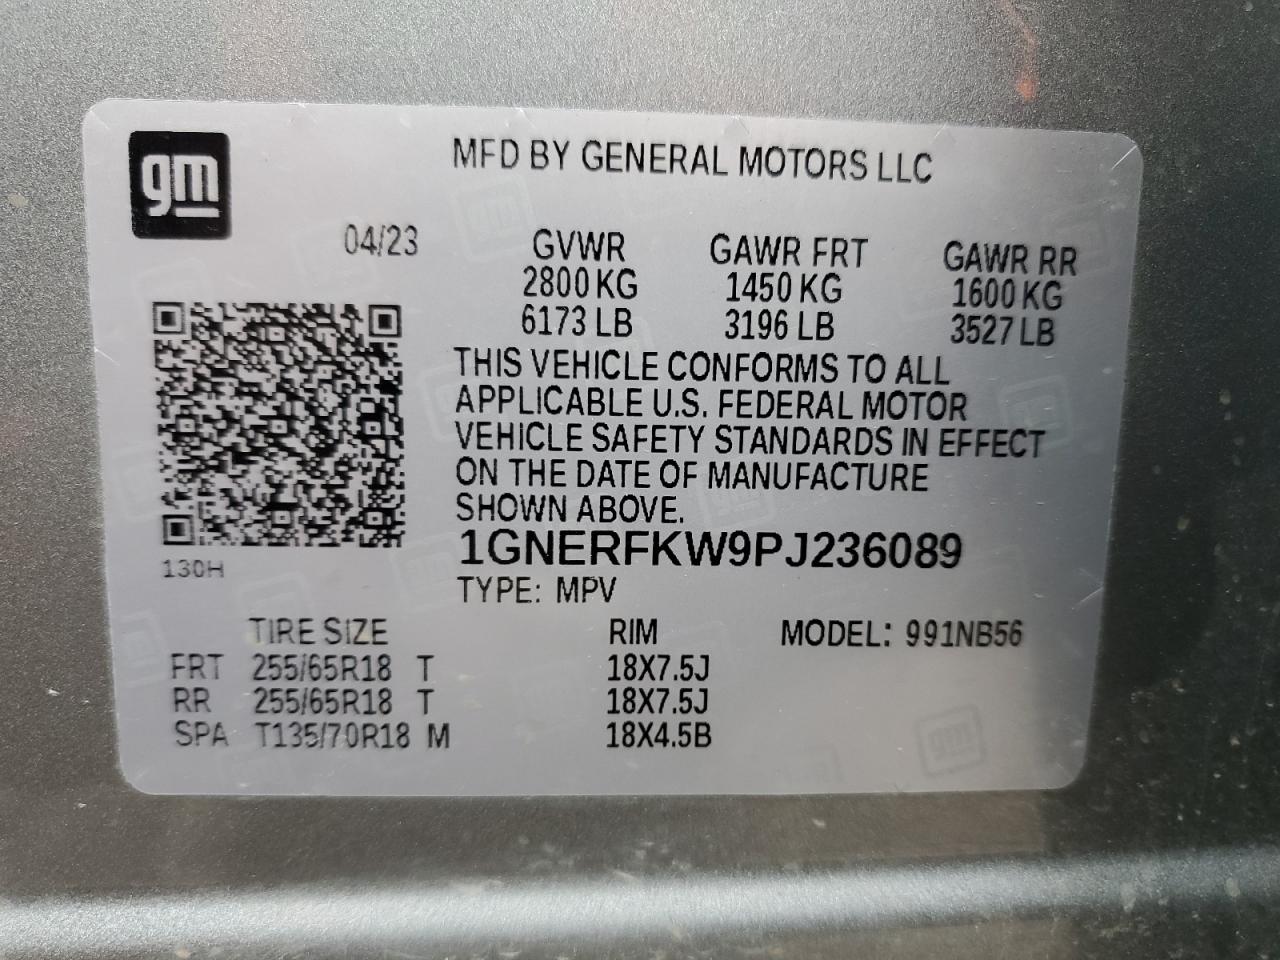 gm
MFD BY GENERAL MOTORS LLC
04/23 GVWR GAWR FRT GAWR RR
2800 KG 1450 KG 1600 KG
6173 LB 3196 LB 3527 LB
THIS VEHICLE CONFORMS TO ALL
APPLICABLE U.S. FEDERAL MOTOR
VEHICLE SAFETY STANDARDS IN EFFECT
ON THE DATE OF MANUFACTURE
SHOWN ABOVE.
1GNERFKW9PJ236089
130H
TYPE: MPV
TIRE SIZE RIM MODEL: 991NB56
FRT 255/65R18 T 18X7.5J
RR 255/65R18 T 18X7.5J
SPA T135/70R18 M 18X4.5B
gm